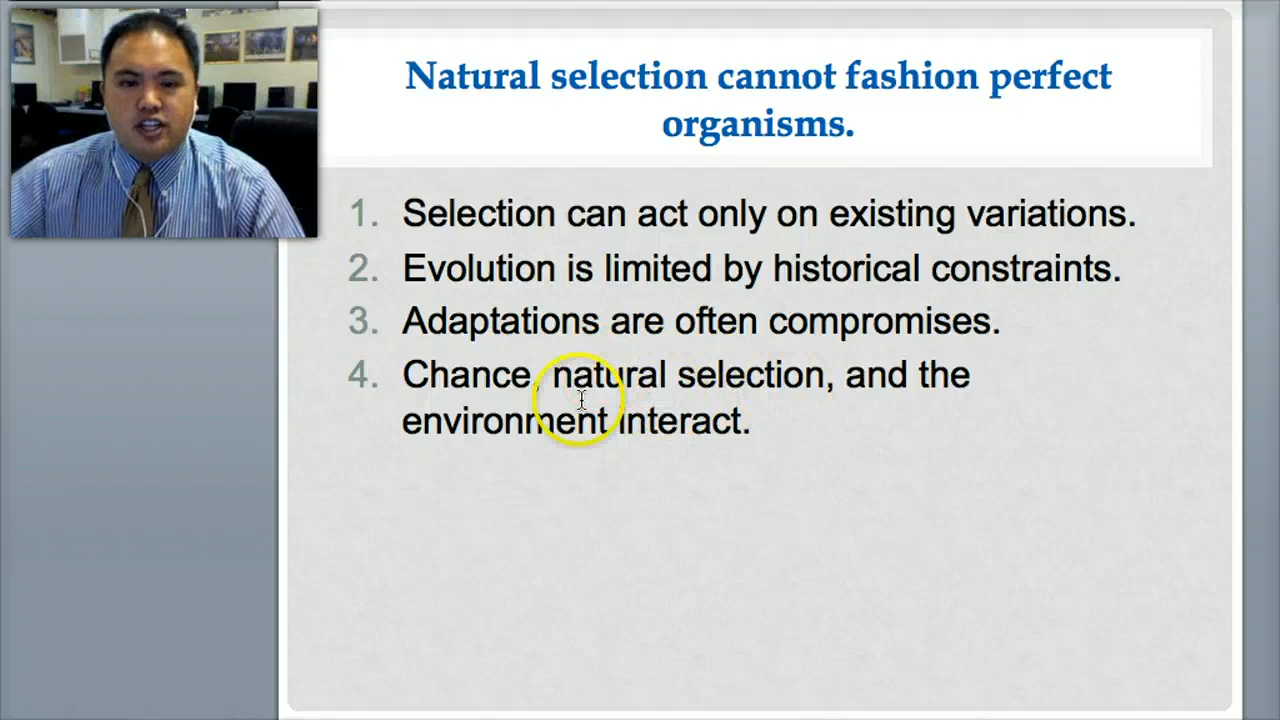 Natural selection cannot fashion perfect
organisms.
1. Selection can act only on existing variations.
2. Evolution is limited by historical constraints.
3. Adaptations are often compromises.
4. Chance, natural selection, and the
environment interact.